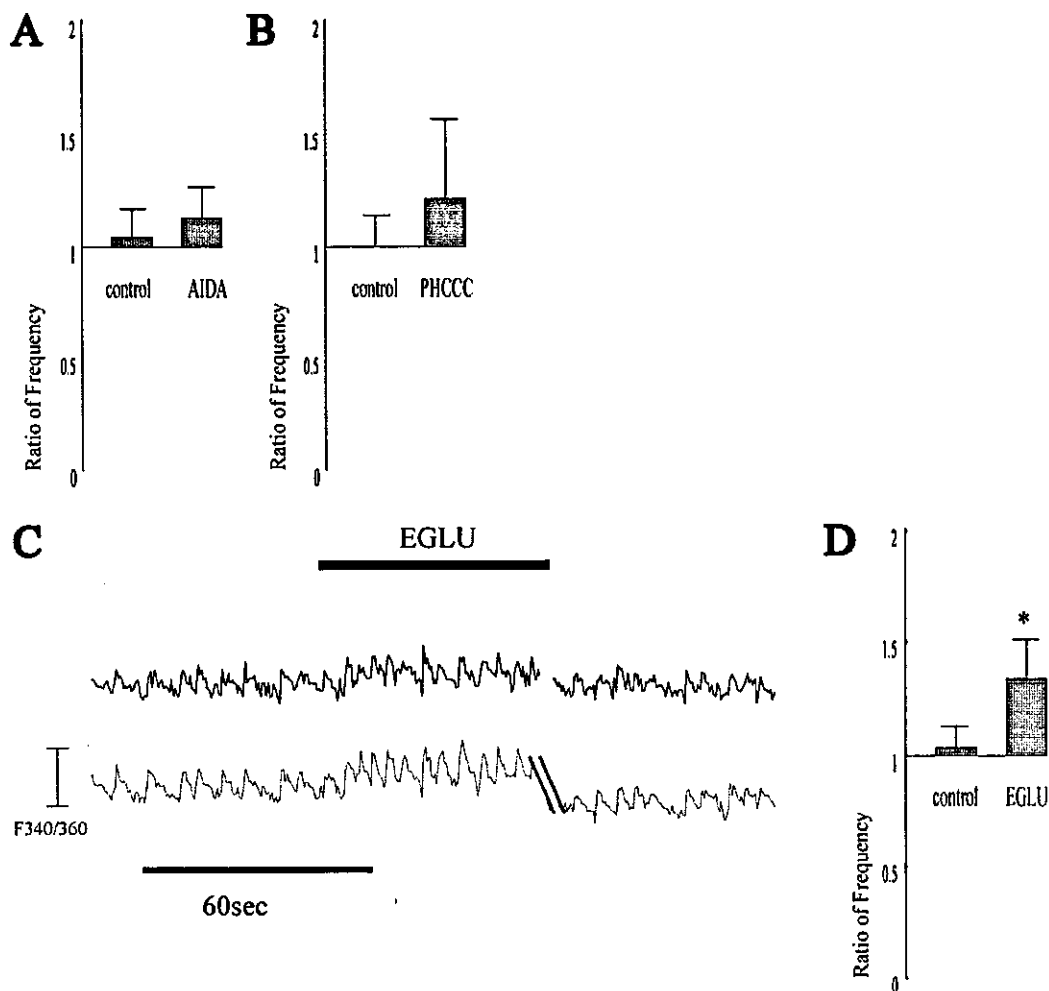 A
2
1.5
1
0.5
0
Ratio of Frequency
control AIDA
B
2
1.5
1
0.5
0
Ratio of Frequency
control PHCCC
C
EGLU
F340/360
60sec
D
2
1.5
1
0.5
0
Ratio of Frequency
*
control EGLU